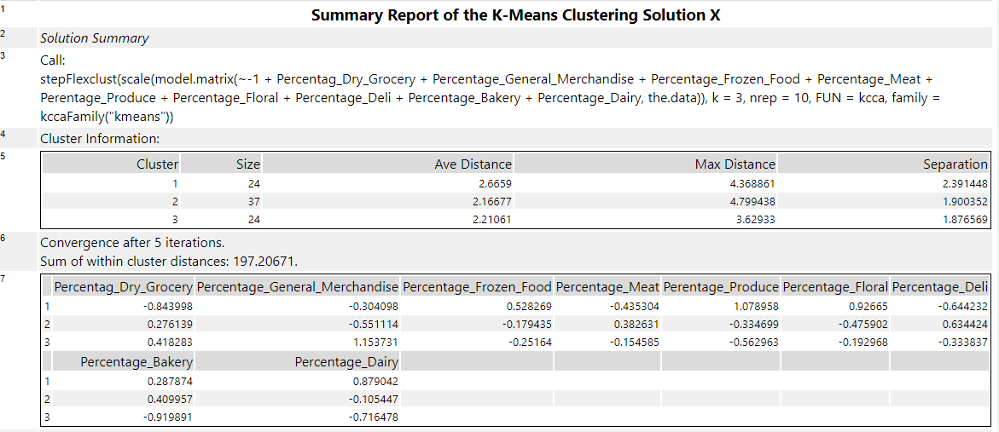 1 Summary Report of the K-Means Clustering Solution X
2 Solution Summary
3 Call:
stepFlexclust(scale(model.matrix(~-1 + Percentag_Dry_Grocery + Percentage_General_Merchandise + Percentage_Frozen_Food + Percentage_Meat +
Perentage_Produce + Percentage_Floral + Percentage_Deli + Percentage_Bakery + Percentage_Dairy, the.data)), k = 3, nrep = 10, FUN = kcca, family =
kccaFamily("kmeans"))
4 Cluster Information:
5 Cluster Size Ave Distance Max Distance Separation
1 24 2.6659 4.368861 2.391448
2 37 2.16677 4.799438 1.900352
3 24 2.21061 3.62933 1.876569
6 Convergence after 5 iterations.
Sum of within cluster distances: 197.20671.
7 Percentag_Dry_Grocery Percentage_General_Merchandise Percentage_Frozen_Food Percentage_Meat Perentage_Produce Percentage_Floral Percentage_Deli
1 -0.843998 -0.304098 0.528269 -0.435304 1.078958 0.92665 -0.644232
2 0.276139 -0.551114 -0.179435 0.382631 -0.334699 -0.475902 0.634424
3 0.418283 1.153731 -0.25164 -0.154585 -0.562963 -0.192968 -0.333837
Percentage_Bakery Percentage_Dairy
1 0.287874 0.879042
2 0.409957 -0.105447
3 -0.919891 -0.716478